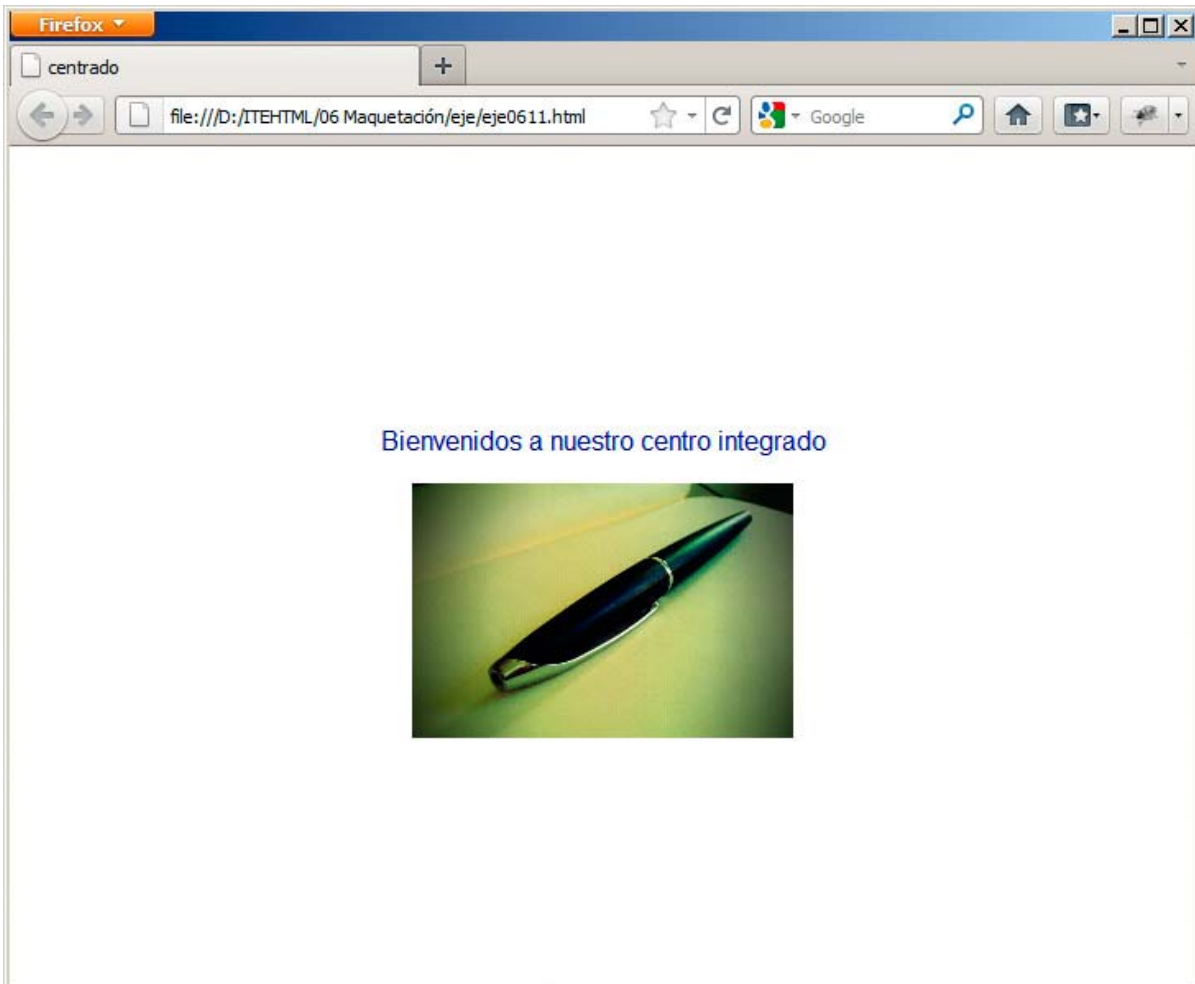 Firefox
centrado
file:///D:/ITEHTML/06 Maquetación/eje/eje0611.html
Google
Bienvenidos a nuestro centro integrado